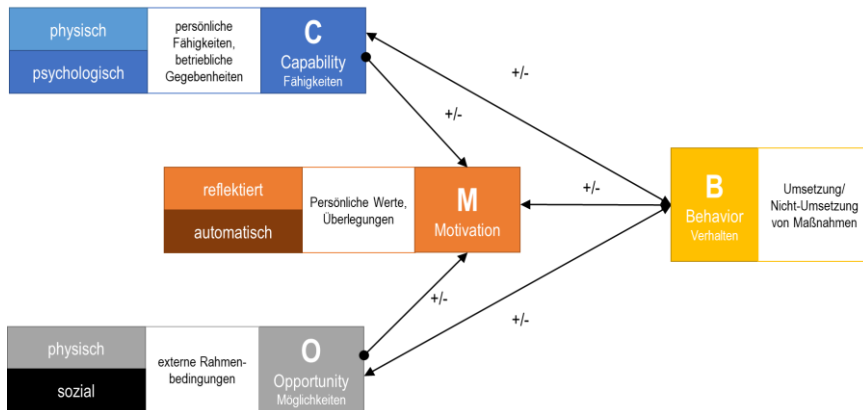 physisch
psychologisch
persönliche
Fähigkeiten,
betriebliche
Gegebenheiten
C
Capability
Fähigkeiten
+/-
+/-
reflektiert
automatisch
Persönliche Werte,
Überlegungen
M
Motivation
+/-
B
Behavior
Verhalten
Umsetzung/
Nicht-Umsetzung
von Maßnahmen
+/-
+/-
physisch
sozial
externe Rahmen-
bedingungen
O
Opportunity
Möglichkeiten